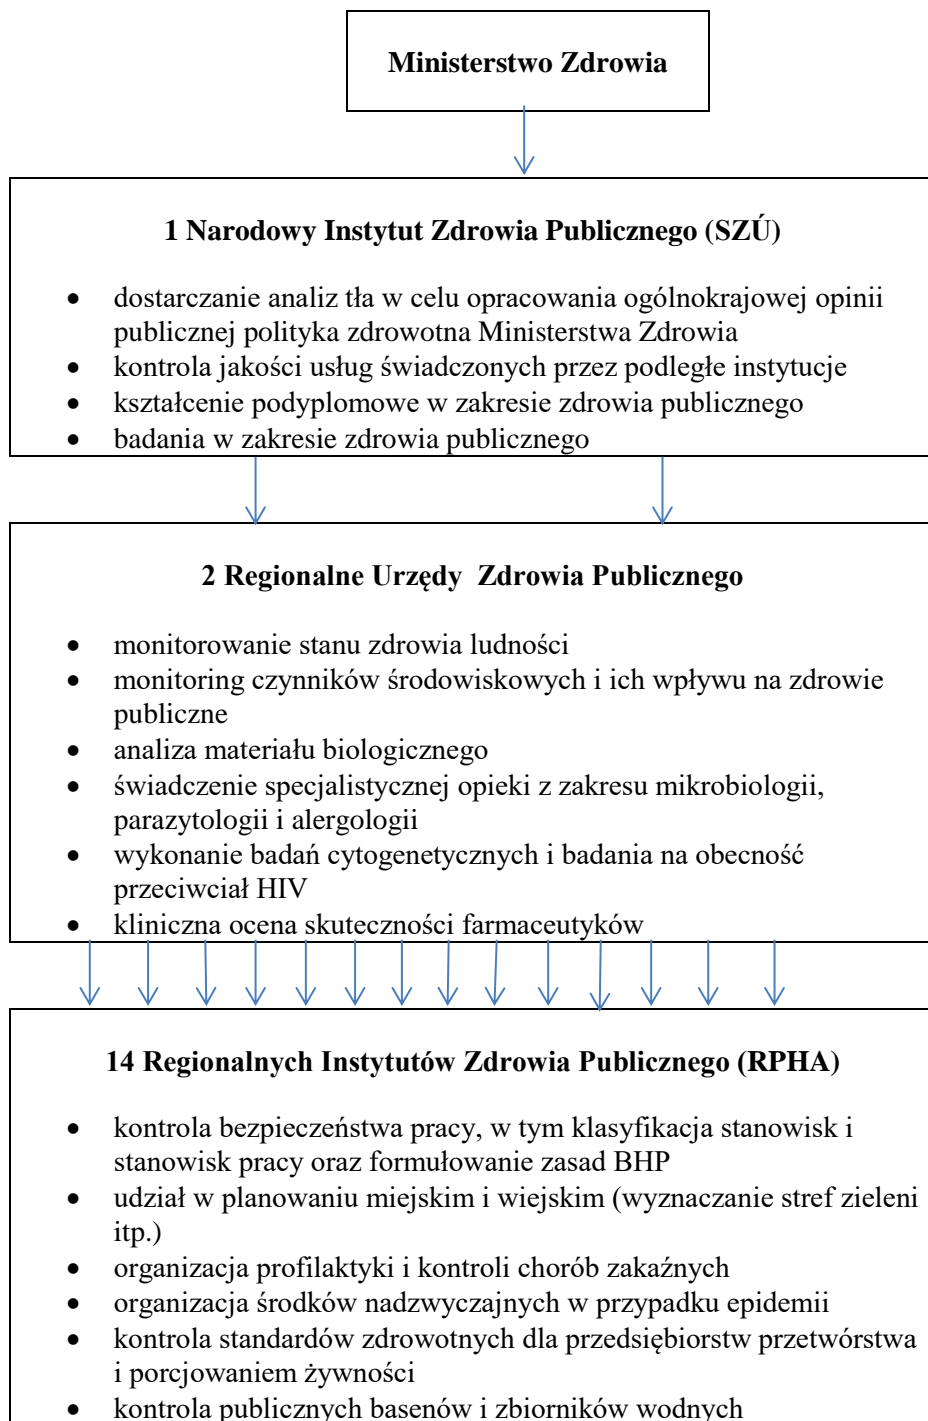 Ministerstwo Zdrowia
1 Narodowy Instytut Zdrowia Publicznego (SZÚ)
• dostarczanie analiz tła w celu opracowania ogólnokrajowej opinii
publicznej polityka zdrowotna Ministerstwa Zdrowia
• kontrola jakości usług świadczonych przez podległe instytucje
• kształcenie podyplomowe w zakresie zdrowia publicznego
• badania w zakresie zdrowia publicznego
2 Regionalne Urzędy Zdrowia Publicznego
• monitorowanie stanu zdrowia ludności
• monitoring czynników środowiskowych i ich wpływu na zdrowie
publiczne
• analiza materiału biologicznego
• świadczenie specjalistycznej opieki z zakresu mikrobiologii,
parazytologii i alergologii
• wykonanie badań cytogenetycznych i badania na obecność
przeciwciał HIV
• kliniczna ocena skuteczności farmaceutyków
14 Regionalnych Instytutów Zdrowia Publicznego (RPHA)
• kontrola bezpieczeństwa pracy, w tym klasyfikacja stanowisk i
stanowisk pracy oraz formułowanie zasad BHP
• udział w planowaniu miejskim i wiejskim (wyznaczanie stref zieleni
itp.)
• organizacja profilaktyki i kontroli chorób zakaźnych
• organizacja środków nadzwyczajnych w przypadku epidemii
• kontrola standardów zdrowotnych dla przedsiębiorstw przetwórstwa
i porcjowaniem żywności
• kontrola publicznych basenów i zbiorników wodnych